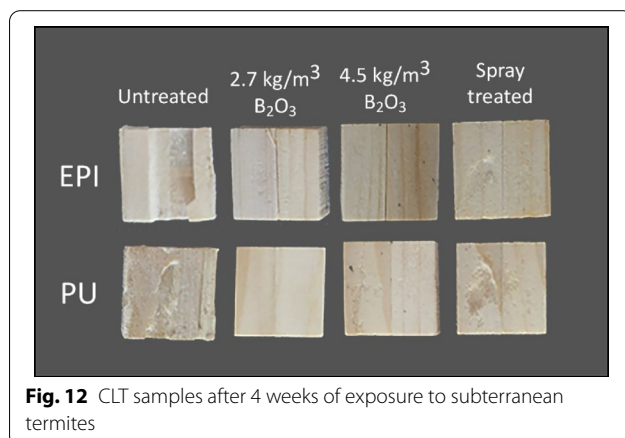 Untreated 2.7 kg/m³ B₂O₃ 4.5 kg/m³ B₂O₃ Spray treated
EPI
PU
Fig. 12 CLT samples after 4 weeks of exposure to subterranean
termites